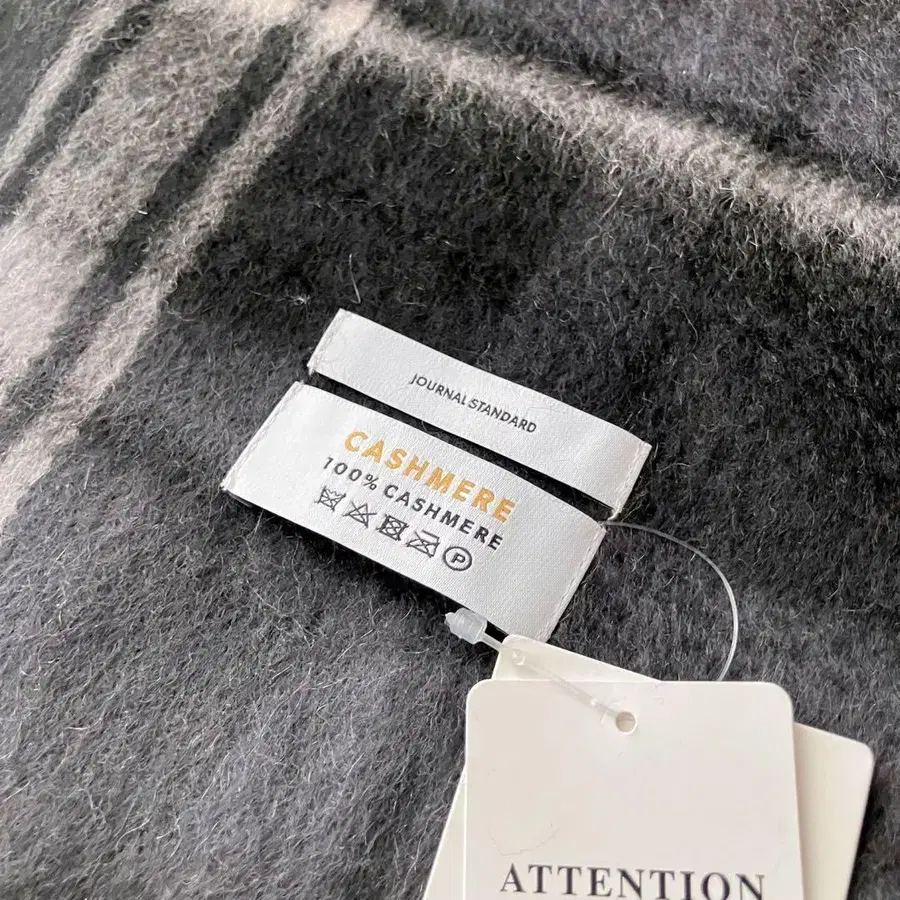 JOURNAL STANDARD
CASHMERE
100% CASHMERE
P
ATTENTION